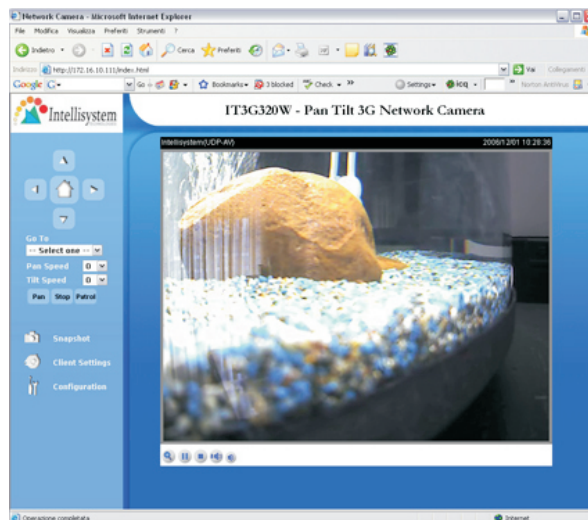 Network Camera - Microsoft Internet Explorer
File Modifica Visualizza Preferiti Strumenti ?
Indietro Cerca Preferiti
Indirizzo http://172.16.10.111/index.html Vai Collegamenti
Google G Go Bookmarks 3 blocked Check Settings icq Norton AntiVirus
Intellisystem
IT3G320W - Pan Tilt 3G Network Camera
Intellisystem(UDP-AV) 2006/12/01 10:28:36
Go To
-- Select one --
Pan Speed 0
Tilt Speed 0
Pan Stop Patrol
Snapshot
Client Settings
Configuration
Operazione completata Internet